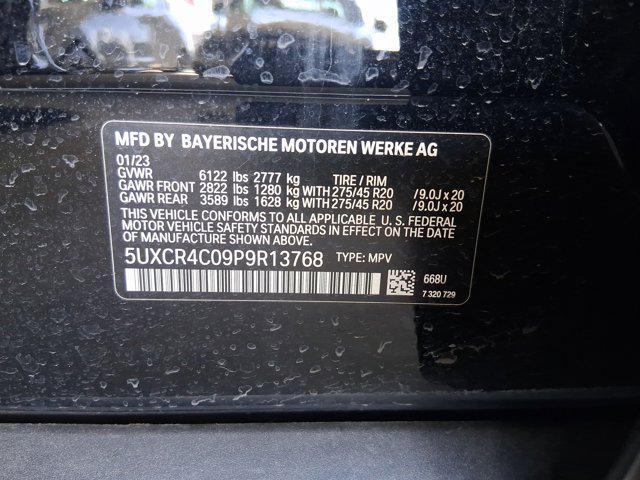 MFD BY BAYERISCHE MOTOREN WERKE AG
01/23
GVWR 6122 lbs 2777 kg TIRE / RIM
GAWR FRONT 2822 lbs 1280 kg WITH 275/45 R20 /9.0J x 20
GAWR REAR 3589 lbs 1628 kg WITH 275/45 R20 /9.0J x 20
THIS VEHICLE CONFORMS TO ALL APPLICABLE U. S. FEDERAL
MOTOR VEHICLE SAFETY STANDARDS IN EFFECT ON THE DATE OF
MANUFACTURE SHOWN ABOVE.
5UXCR4C09P9R13768 TYPE: MPV
668U
7 320 729